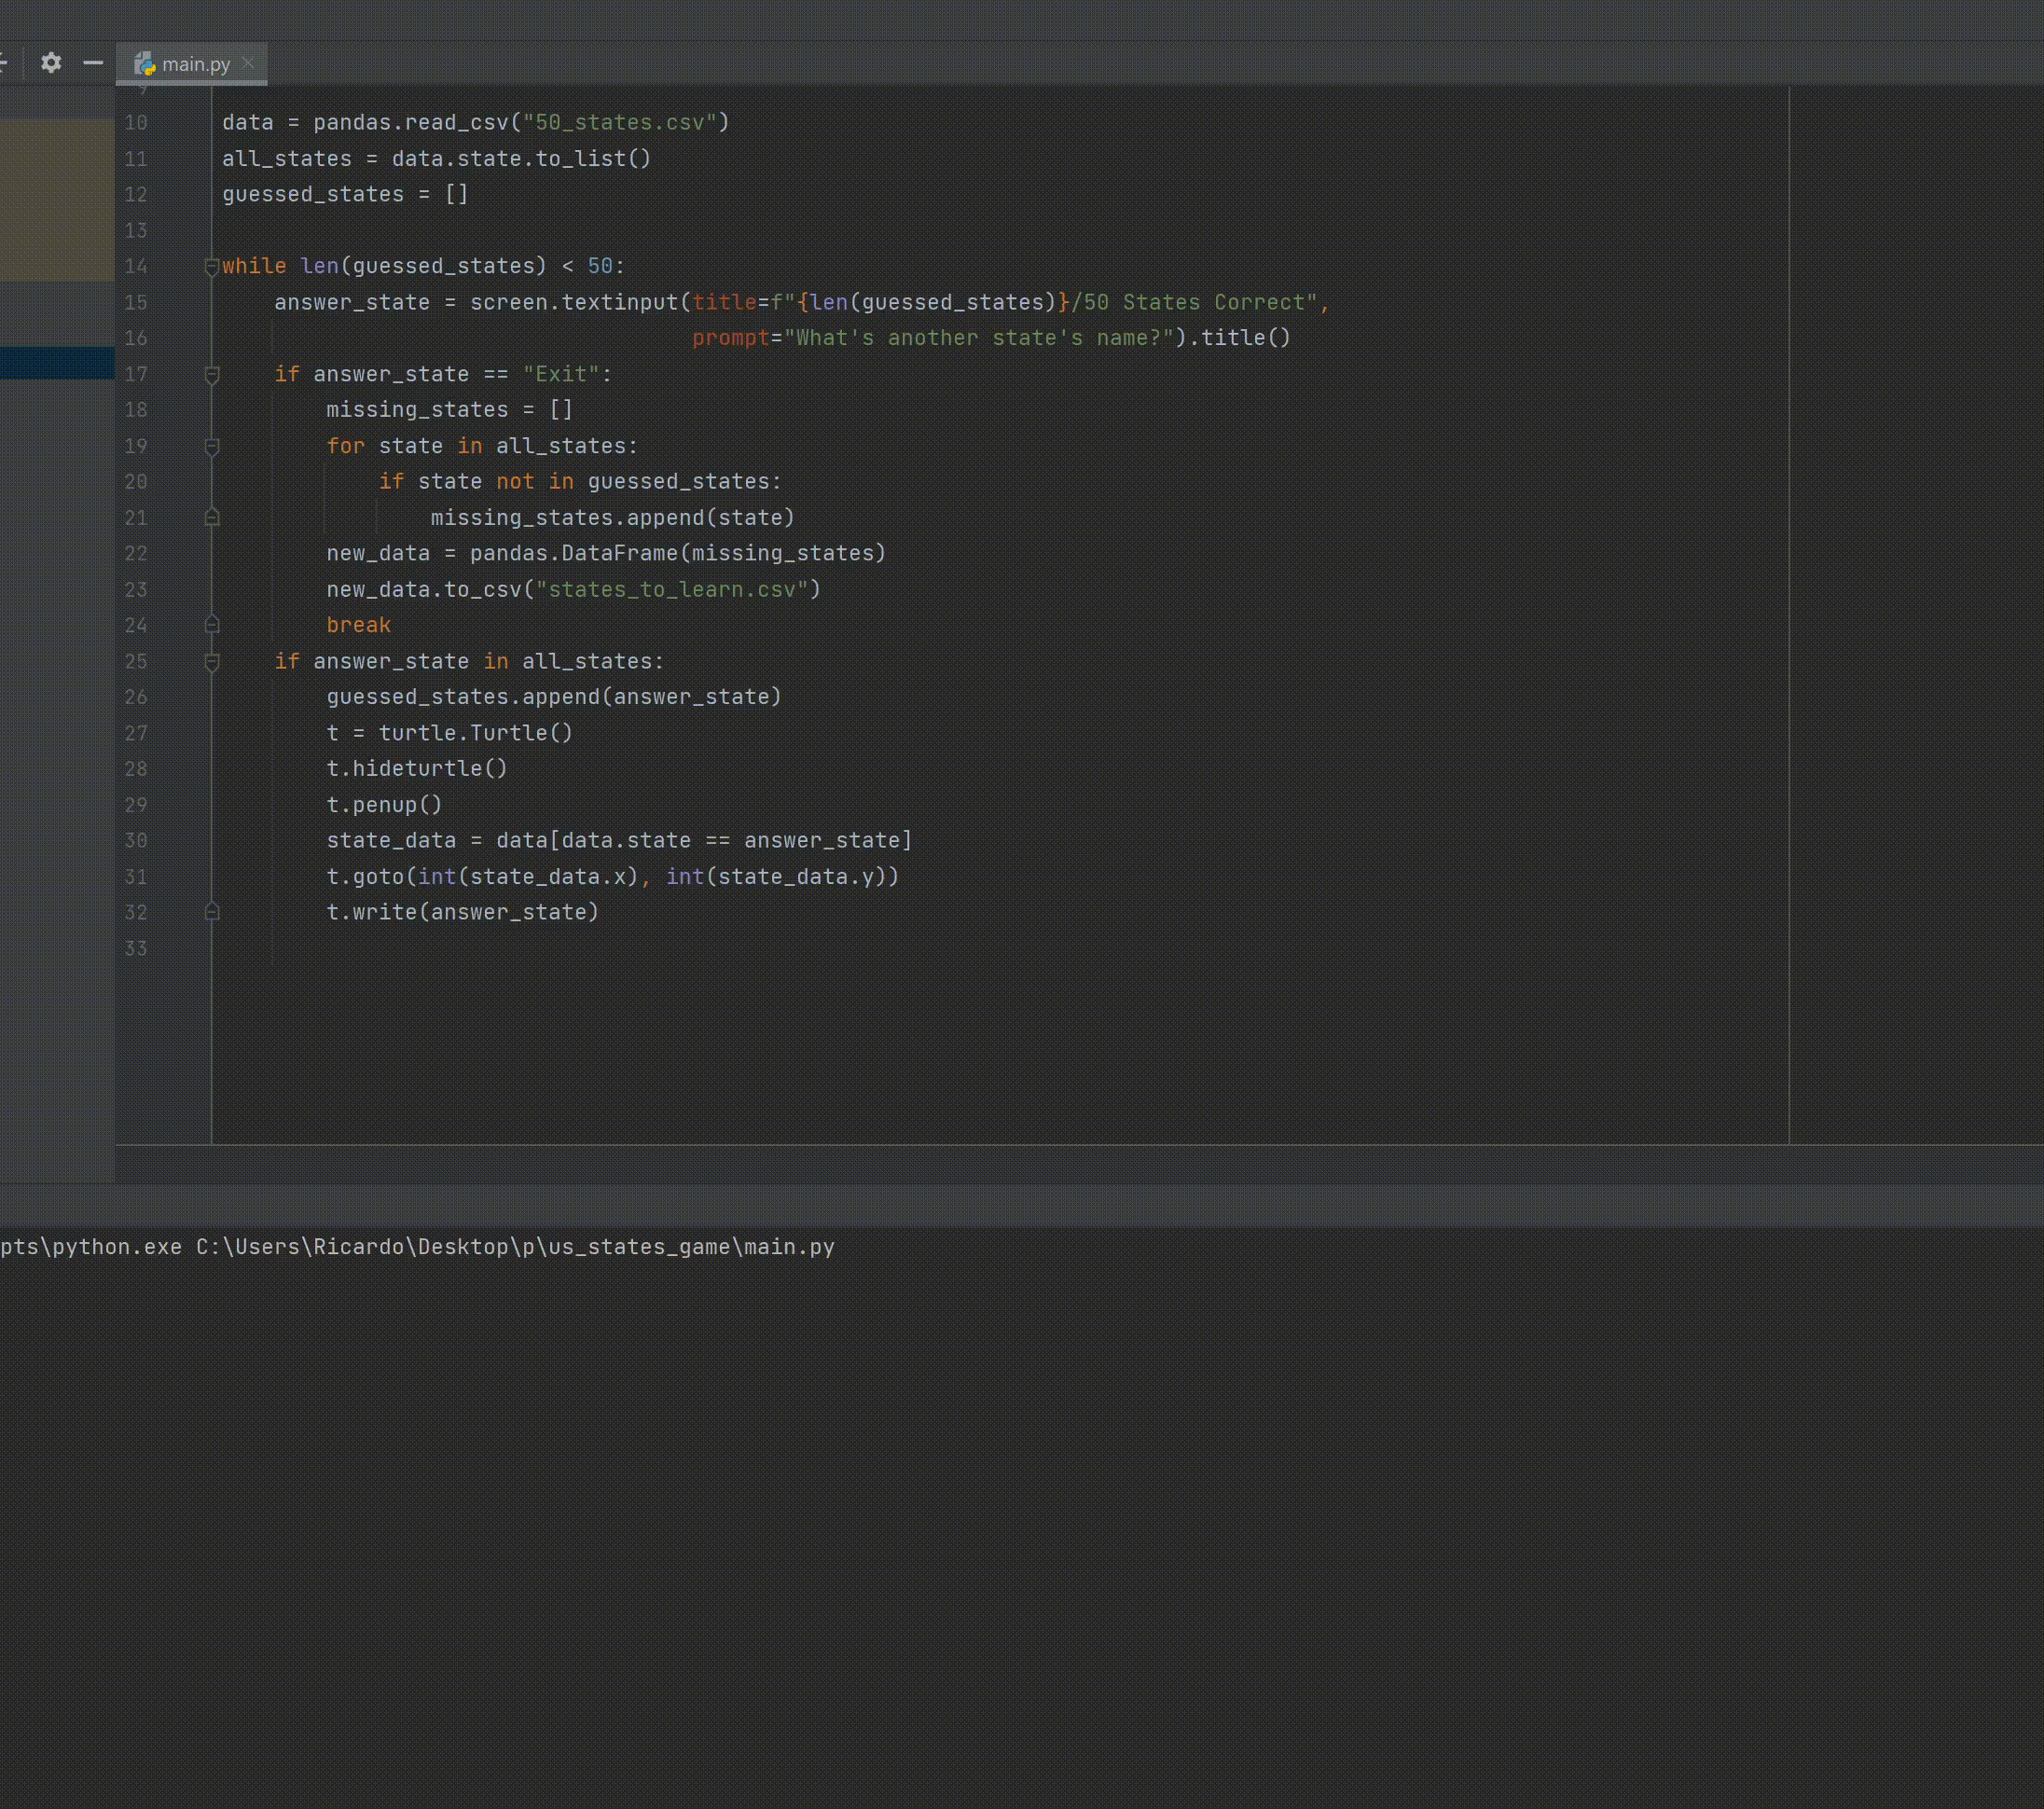 main.py
9
10 data = pandas.read_csv("50_states.csv")
11 all_states = data.state.to_list()
12 guessed_states = []
13
14 while len(guessed_states) < 50:
15     answer_state = screen.textinput(title=f"{len(guessed_states)}/50 States Correct",
16                                     prompt="What's another state's name?").title()
17     if answer_state == "Exit":
18         missing_states = []
19         for state in all_states:
20             if state not in guessed_states:
21                 missing_states.append(state)
22         new_data = pandas.DataFrame(missing_states)
23         new_data.to_csv("states_to_learn.csv")
24         break
25     if answer_state in all_states:
26         guessed_states.append(answer_state)
27         t = turtle.Turtle()
28         t.hideturtle()
29         t.penup()
30         state_data = data[data.state == answer_state]
31         t.goto(int(state_data.x), int(state_data.y))
32         t.write(answer_state)
33
pts\python.exe C:\Users\Ricardo\Desktop\p\us_states_game\main.py